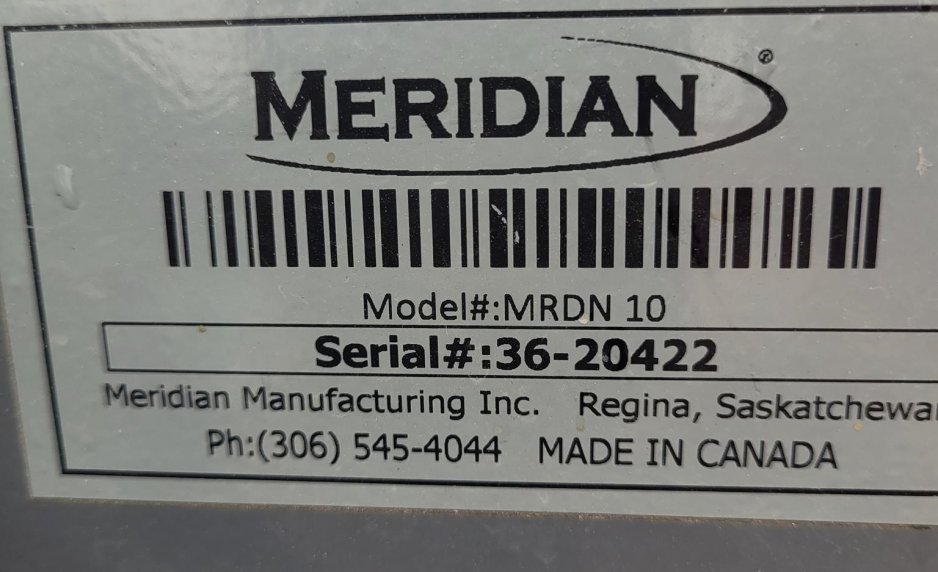 MERIDIAN®
Model#:MRDN 10
Serial#:36-20422
Meridian Manufacturing Inc. Regina, Saskatchewa
Ph:(306) 545-4044 MADE IN CANADA